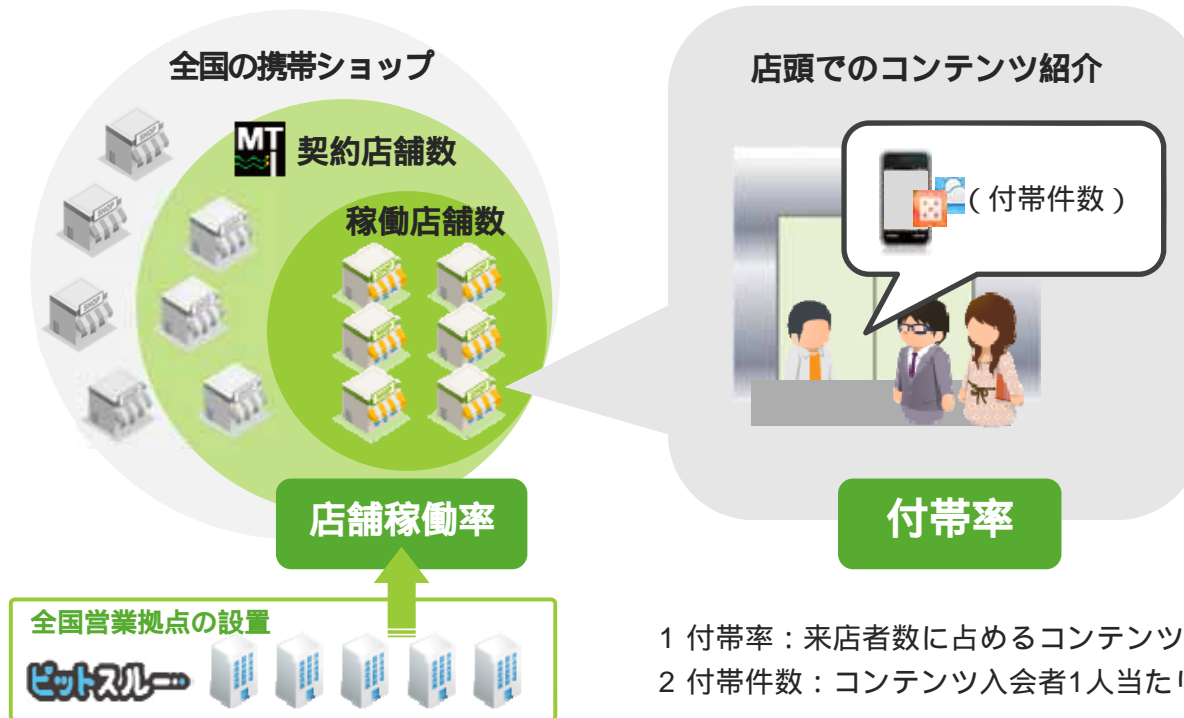 全国の携帯ショップ
MTI 契約店舗数
稼働店舗数
店舗稼働率
全国営業拠点の設置
ピットスルー
店頭でのコンテンツ紹介
(付帯件数)
付帯率
1 付帯率:来店者数に占めるコンテンツ
2 付帯件数:コンテンツ入会者1人当たり